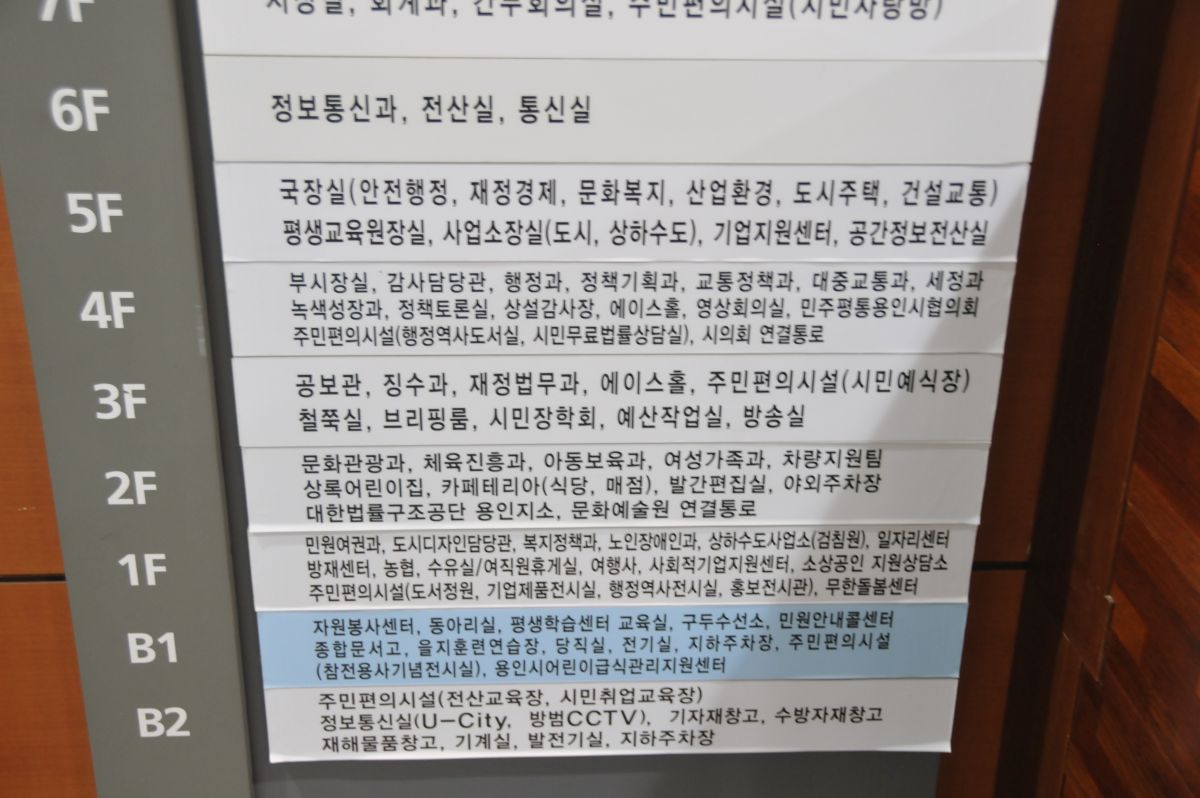 7F
시장실, 회계과, 간부회의실, 주민편의시설(시민사랑방)
6F
정보통신과, 전산실, 통신실
5F
국장실(안전행정, 재정경제, 문화복지, 산업환경, 도시주택, 건설교통)
평생교육원장실, 사업소장실(도시, 상하수도), 기업지원센터, 공간정보전산실
4F
부시장실, 감사담당관, 행정과, 정책기획과, 교통정책과, 대중교통과, 세정과
녹색성장과, 정책토론실, 상설감사장, 에이스홀, 영상회의실, 민주평통용인시협의회
주민편의시설(행정역사도서실, 시민무료법률상담실), 시의회 연결통로
3F
공보관, 징수과, 재정법무과, 에이스홀, 주민편의시설(시민예식장)
철쭉실, 브리핑룸, 시민장학회, 예산작업실, 방송실
2F
문화관광과, 체육진흥과, 아동보육과, 여성가족과, 차량지원팀
상록어린이집, 카페테리아(식당, 매점), 발간편집실, 야외주차장
대한법률구조공단 용인지소, 문화예술원 연결통로
1F
민원여권과, 도시디자인담당관, 복지정책과, 노인장애인과, 상하수도사업소(검침원), 일자리센터
방재센터, 농협, 수유실/여직원휴게실, 여행사, 사회적기업지원센터, 소상공인 지원상담소
주민편의시설(도서정원, 기업제품전시실, 행정역사전시실, 홍보전시관), 무한돌봄센터
B1
자원봉사센터, 동아리실, 평생학습센터 교육실, 구두수선소, 민원안내콜센터
종합문서고, 을지훈련연습장, 당직실, 전기실, 지하주차장, 주민편의시설
(참전용사기념전시실), 용인시어린이급식관리지원센터
B2
주민편의시설(전산교육장, 시민취업교육장)
정보통신실(U-City, 방범CCTV), 기자재창고, 수방자재창고
재해물품창고, 기계실, 발전기실, 지하주차장